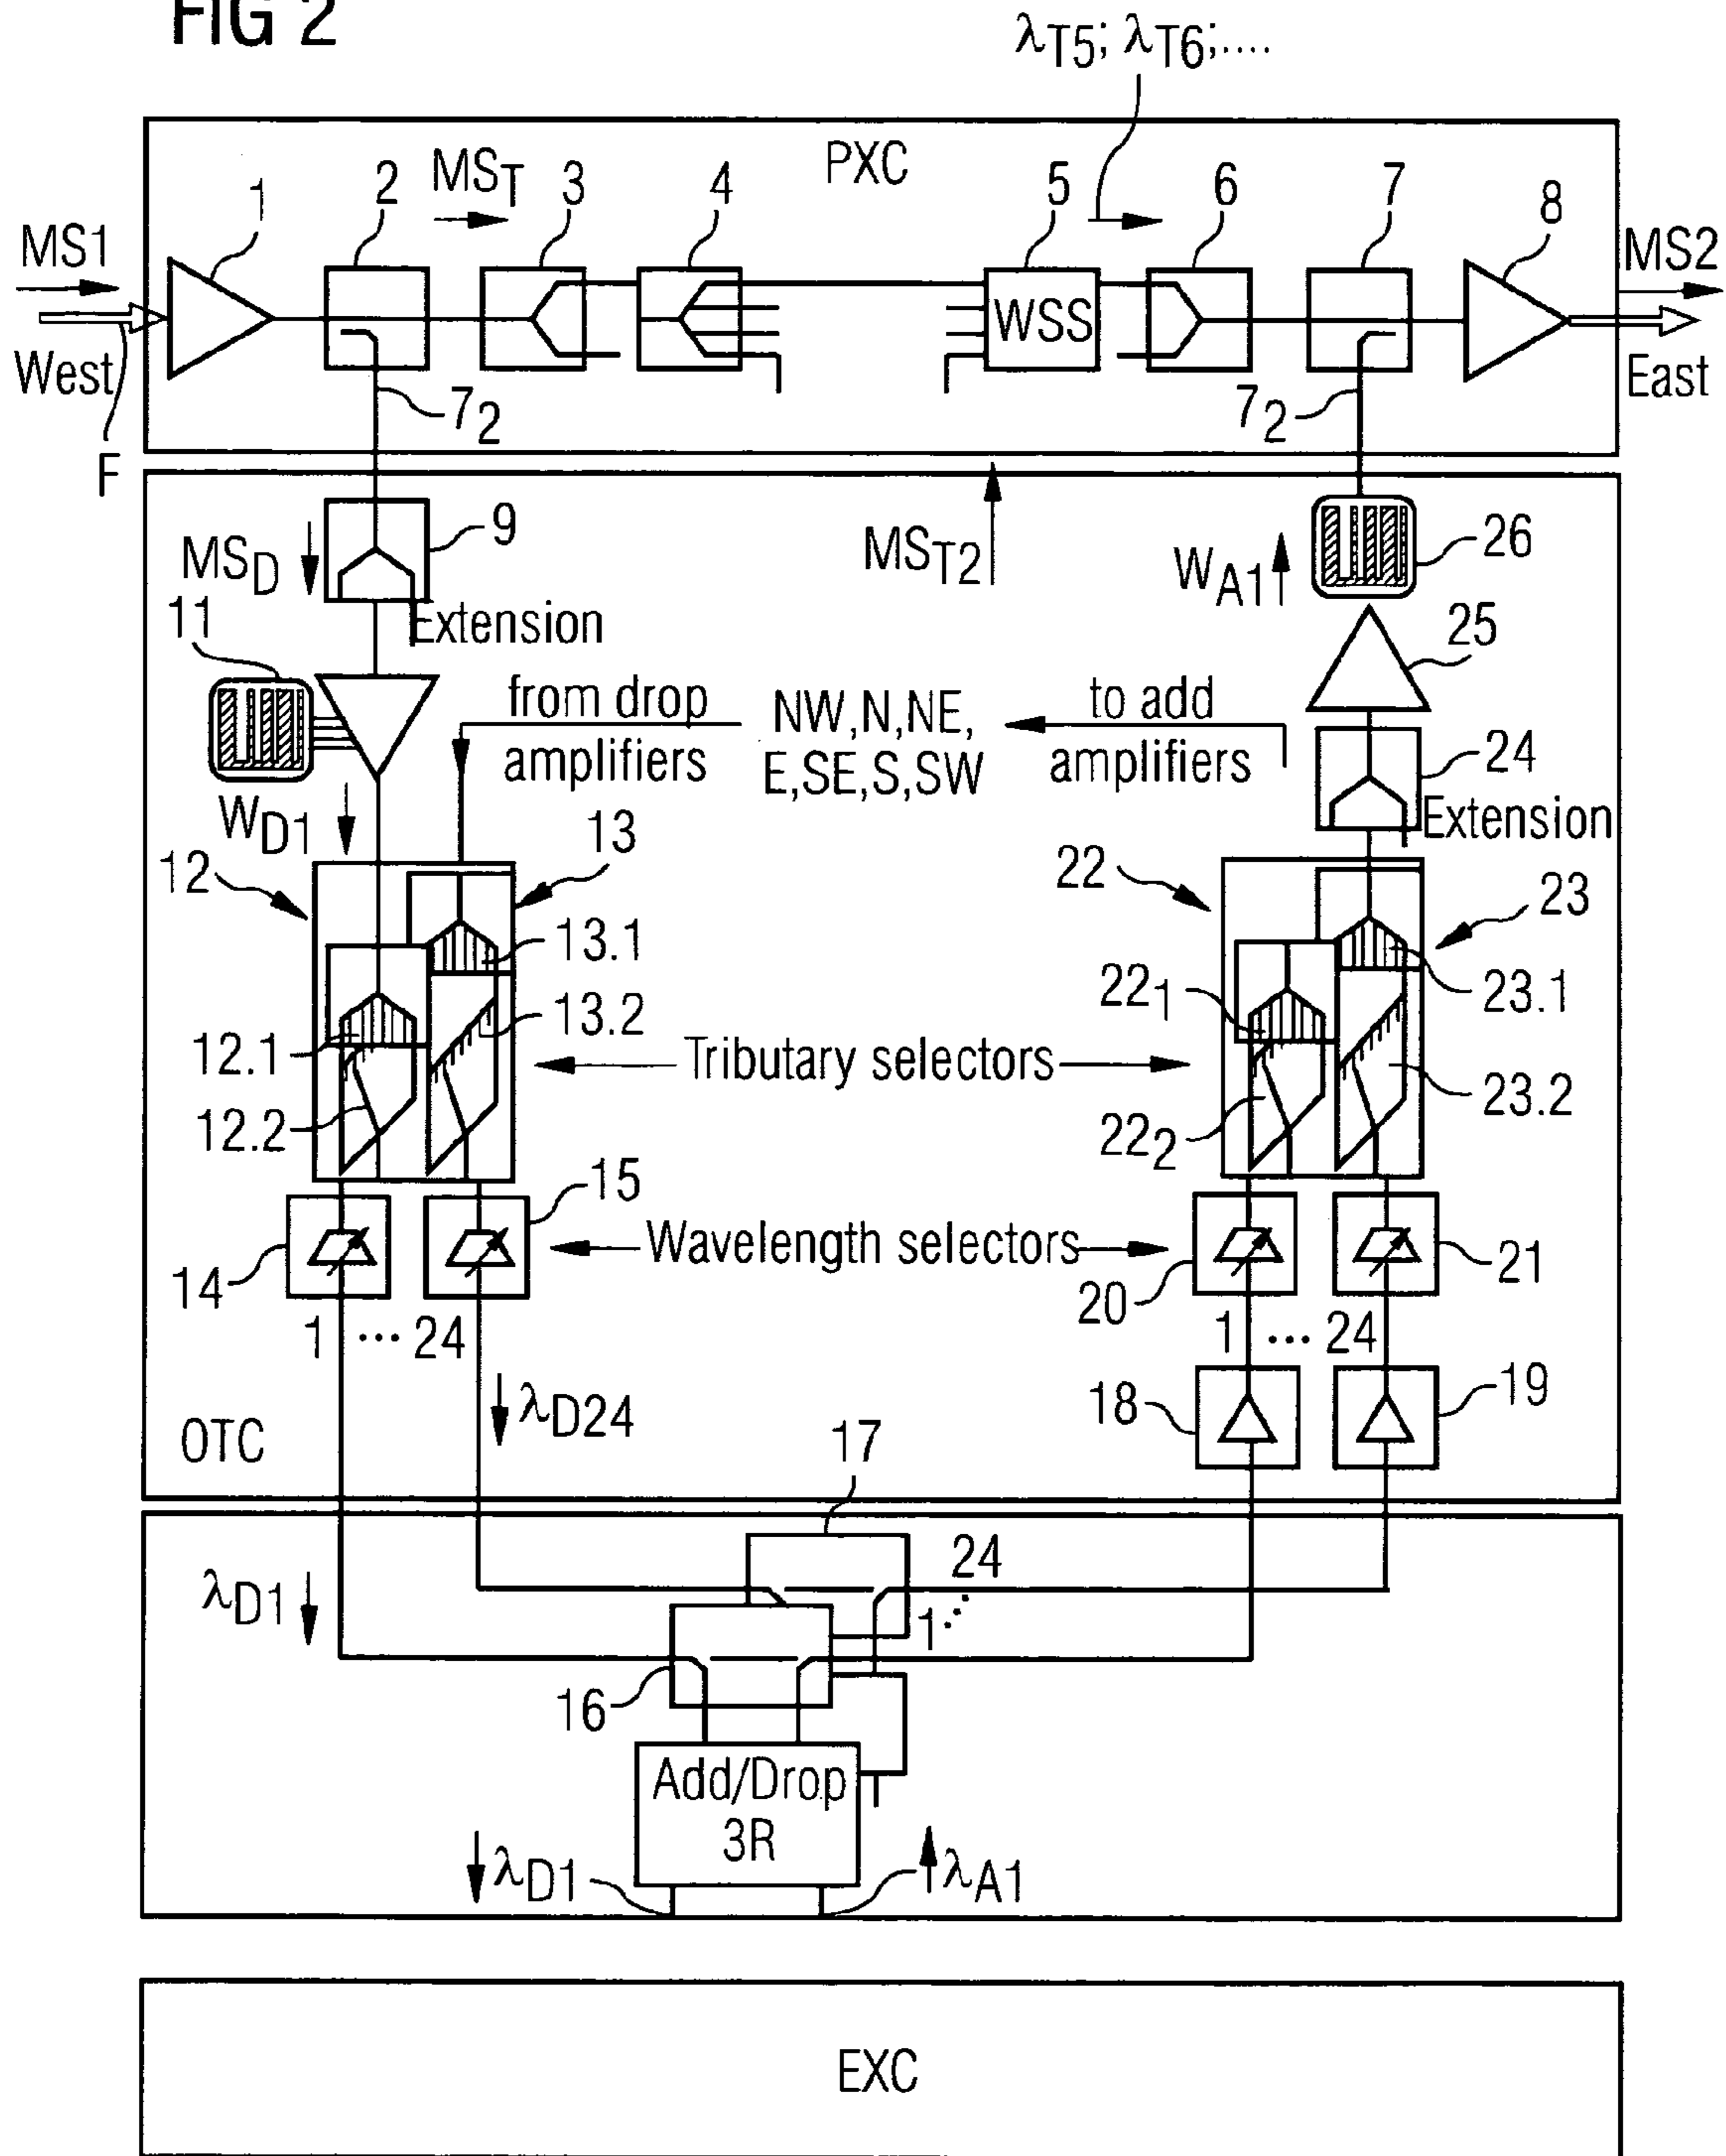 FIG 2
λT5; λT6;....
PXC
MST
1
2
3
4
5
6
7
8
MS1
MS2
WSS
West
East
72
72
F
9
MSD
MST2
WA1
26
11
Extension
25
from drop
amplifiers
NW,N,NE,
E,SE,S,SW
to add
amplifiers
24
Extension
WD1
12
13
22
23
13.1
221
23.1
13.2
12.1
Tributary selectors
12.2
222
23.2
15
Wavelength selectors
14
20
21
1 ... 24
1 ... 24
λD24
18
19
OTC
17
24
λD1
1
16
Add/Drop
3R
λD1
λA1
EXC